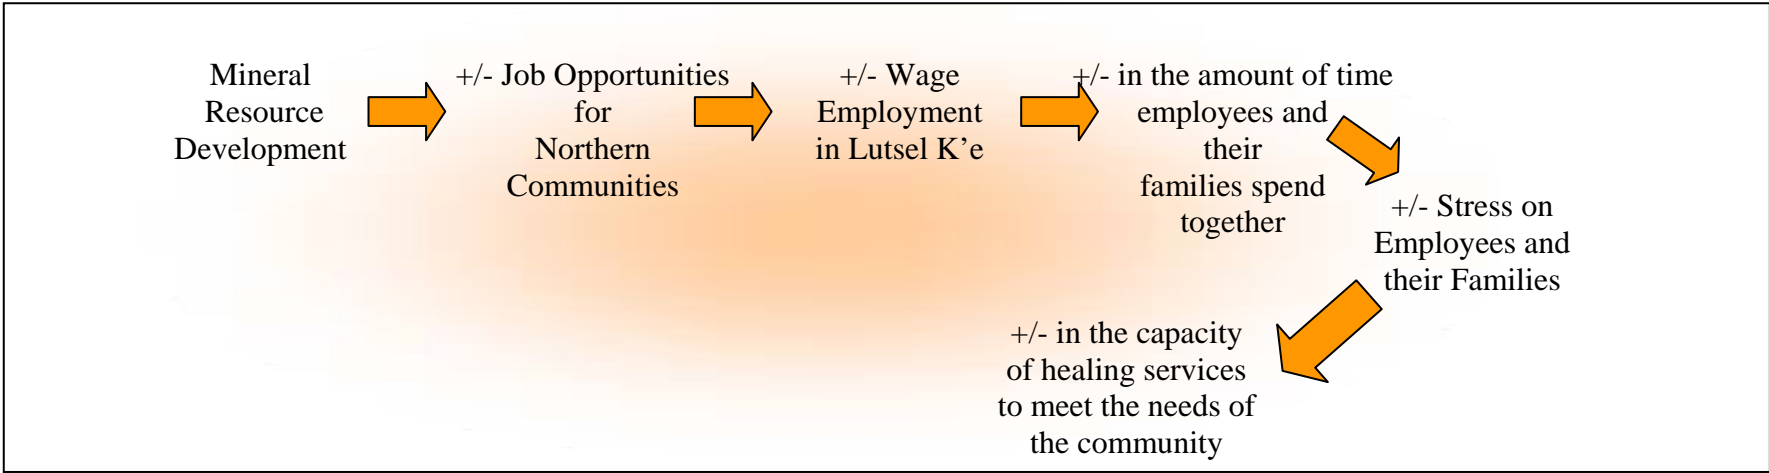 Mineral
Resource
Development
+/- Job Opportunities
for
Northern
Communities
+/- Wage
Employment
in Lutsel K’e
+/- in the amount of time
employees and
their
families spend
together
+/- Stress on
Employees and
their Families
+/- in the capacity
of healing services
to meet the needs of
the community